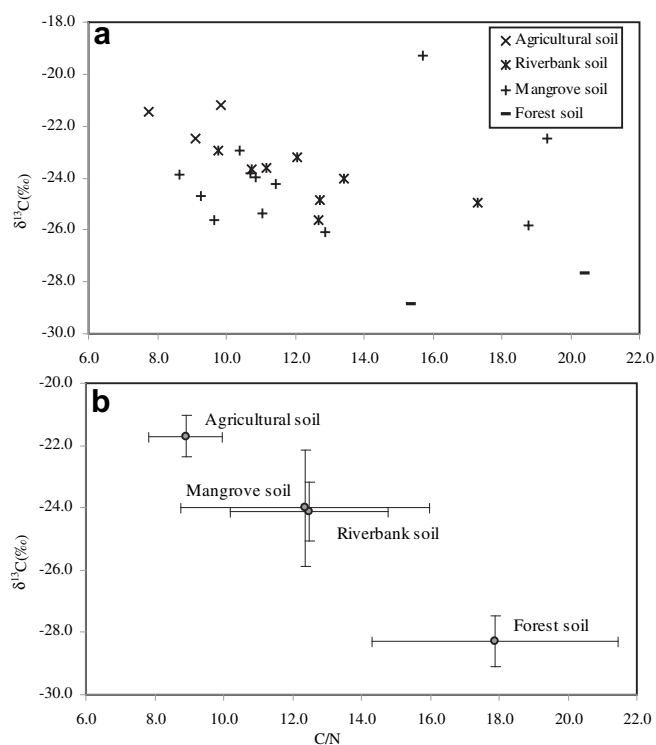 a
-18.0
-20.0
-22.0
-24.0
-26.0
-28.0
-30.0
δ¹³C(‰)
Agricultural soil
Riverbank soil
Mangrove soil
Forest soil
6.0 8.0 10.0 12.0 14.0 16.0 18.0 20.0 22.0
b
-20.0
-22.0
-24.0
-26.0
-28.0
-30.0
δ¹³C(‰)
Agricultural soil
Mangrove soil
Riverbank soil
Forest soil
6.0 8.0 10.0 12.0 14.0 16.0 18.0 20.0 22.0
C/N